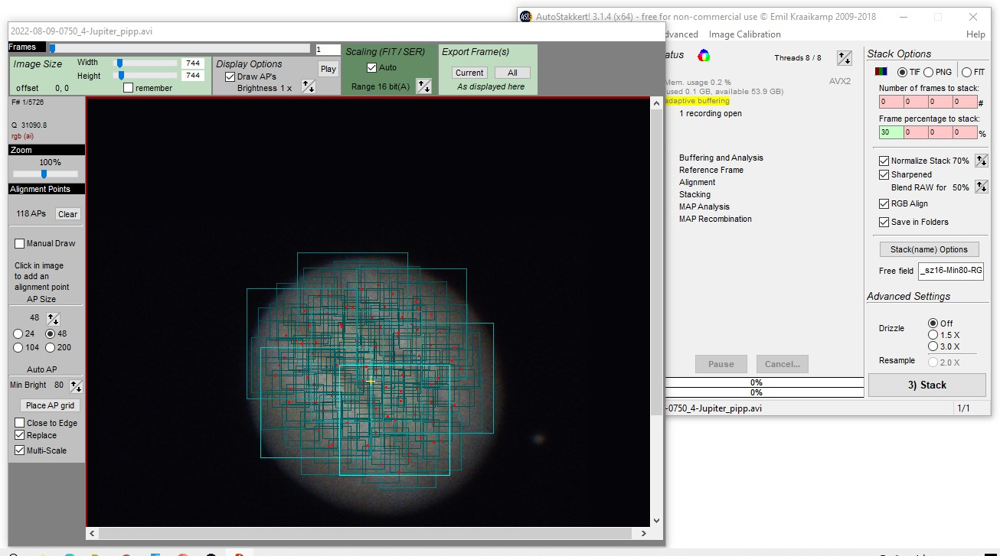 AutoStakkert! 3.1.4 (x64) - free for non-commercial use © Emil Kraaikamp 2009-2018
2022-08-09-0750_4-Jupiter_pipp.avi
Frames
1
Image Size
Width
744
Height
744
offset 0, 0
remember
Display Options
Draw AP's
Brightness 1 x
Play
Scaling (FIT / SER)
Auto
Range 16 bit(A)
Export Frame(s)
Current
All
As displayed here
F# 1/5726
Q 31090.8
rgb (ai)
Zoom
100%
Alignment Points
118 APs
Clear
Manual Draw
Click in image
to add an
alignment point
AP Size
48
24
48
104
200
Auto AP
Min Bright 80
Place AP grid
Close to Edge
Replace
Multi-Scale
dvanced
Image Calibration
Help
atus
Threads 8 / 8
Mem. usage 0.2 %
AVX2
used 0.1 GB, available 53.9 GB)
adaptive buffering
1 recording open
Buffering and Analysis
Reference Frame
Alignment
Stacking
MAP Analysis
MAP Recombination
Pause
Cancel...
0%
0%
-0750_4-Jupiter_pipp.avi
1/1
Stack Options
TIF
PNG
FIT
Number of frames to stack:
0 0 0 0 #
Frame percentage to stack:
30 0 0 0 %
Normalize Stack 70%
Sharpened
Blend RAW for 50%
RGB Align
Save in Folders
Stack(name) Options
Free field
_sz16-Min80-RG
Advanced Settings
Drizzle
Off
1.5 X
3.0 X
Resample
2.0 X
3) Stack